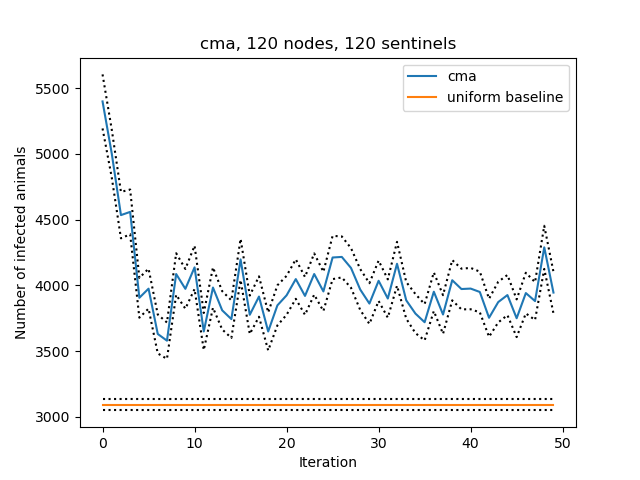 cma, 120 nodes, 120 sentinels
cma
uniform baseline
Number of infected animals
5500
5000
4500
4000
3500
3000
0 10 20 30 40 50
Iteration